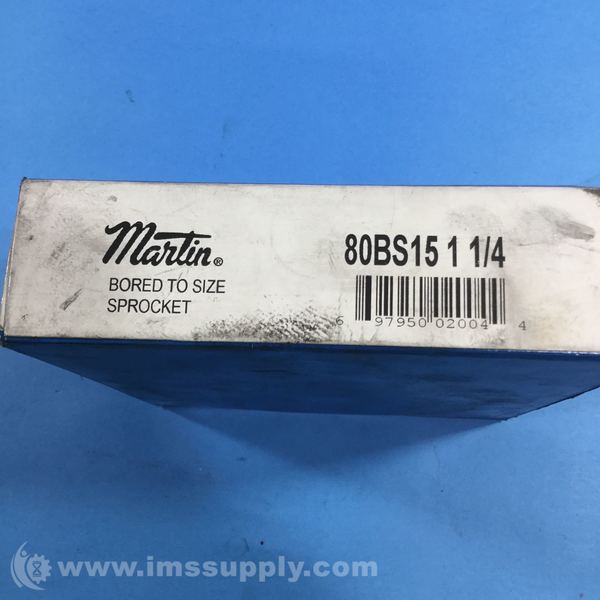 Martin®
BORED TO SIZE
SPROCKET
80BS15 1 1/4
6 97950 02004 4
www.imssupply.com